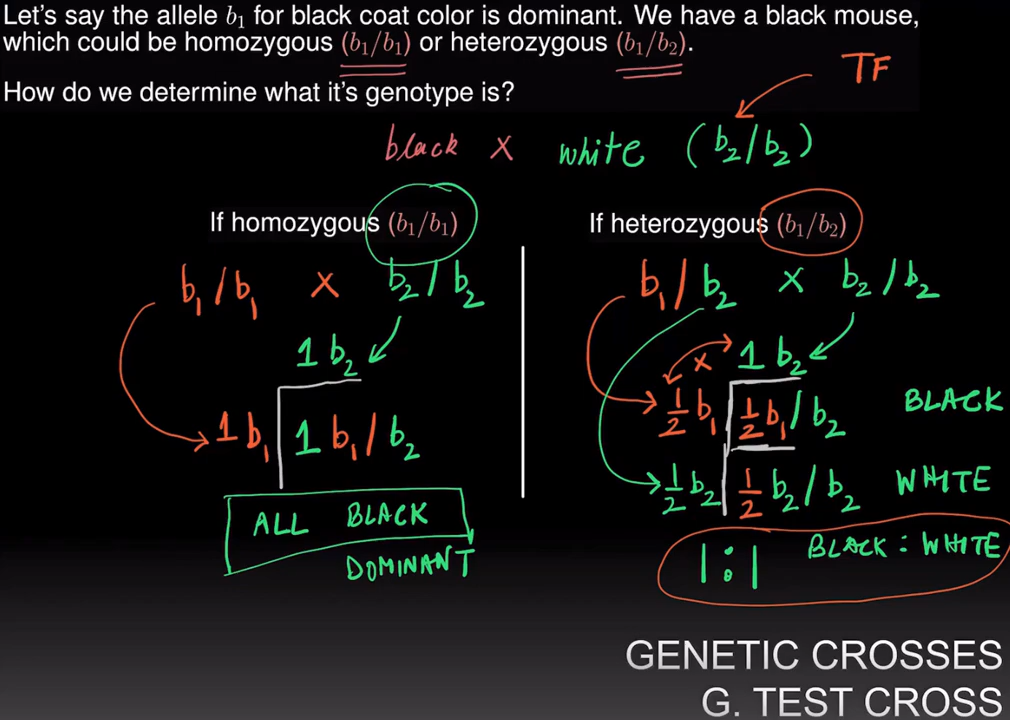 Let's say the allele b₁ for black coat color is dominant. We have a black mouse,
which could be homozygous (b₁/b₁) or heterozygous (b₁/b₂).
How do we determine what it's genotype is?
TF
black X white (b₂/b₂)
If homozygous (b₁/b₁)
b₁/b₁ X b₂/b₂
1 b₂
1 b₁ 1 b₁/b₂
ALL BLACK
DOMINANT
If heterozygous (b₁/b₂)
b₁/b₂ X b₂/b₂
X 1 b₂
½ b₁ ½ b₁/b₂ BLACK
½ b₂ ½ b₂/b₂ WHITE
1:1 BLACK : WHITE
GENETIC CROSSES
G. TEST CROSS